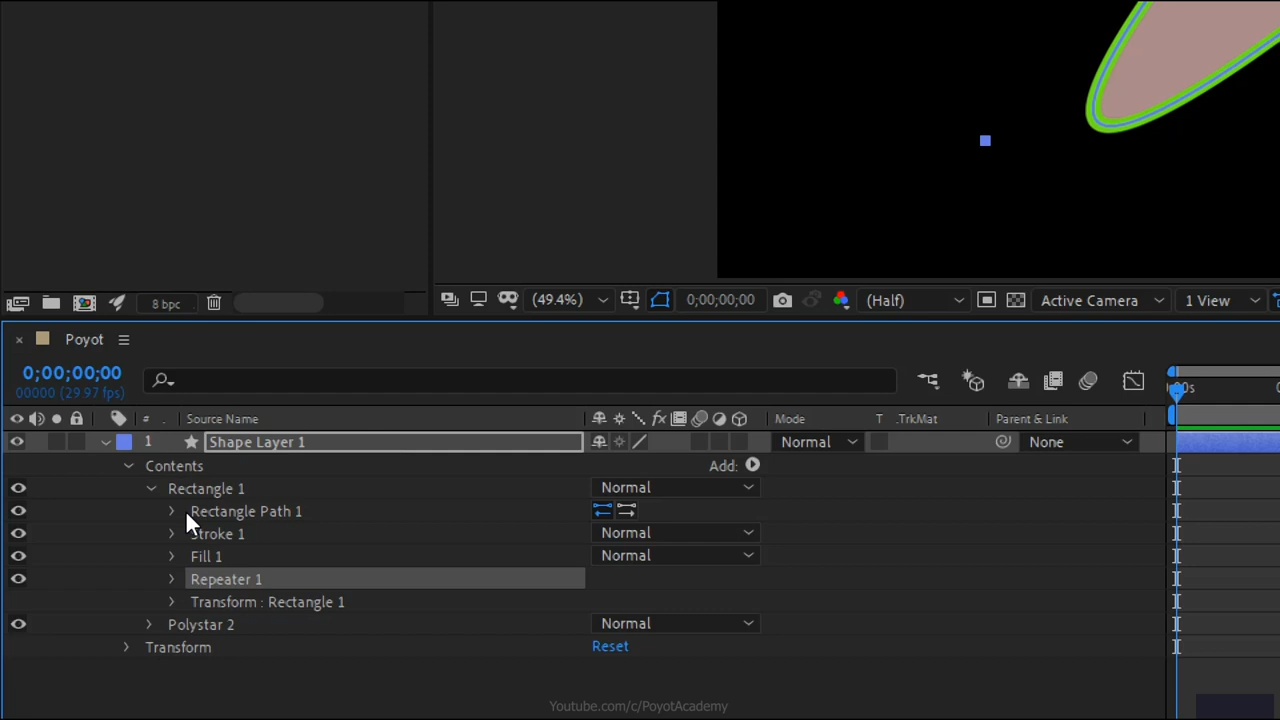 8 bpc
(49.4%)
0;00;00;00
(Half)
Active Camera
1 View
× Poyot
0;00;00;00
00000 (29.97 fps)
:00s
# Source Name
fx
Mode
T .TrkMat
Parent & Link
1 Shape Layer 1
Normal
None
Contents
Add:
Rectangle 1
Normal
Rectangle Path 1
Stroke 1
Normal
Fill 1
Normal
Repeater 1
Transform : Rectangle 1
Polystar 2
Normal
Transform
Reset
Youtube.com/c/PoyotAcademy